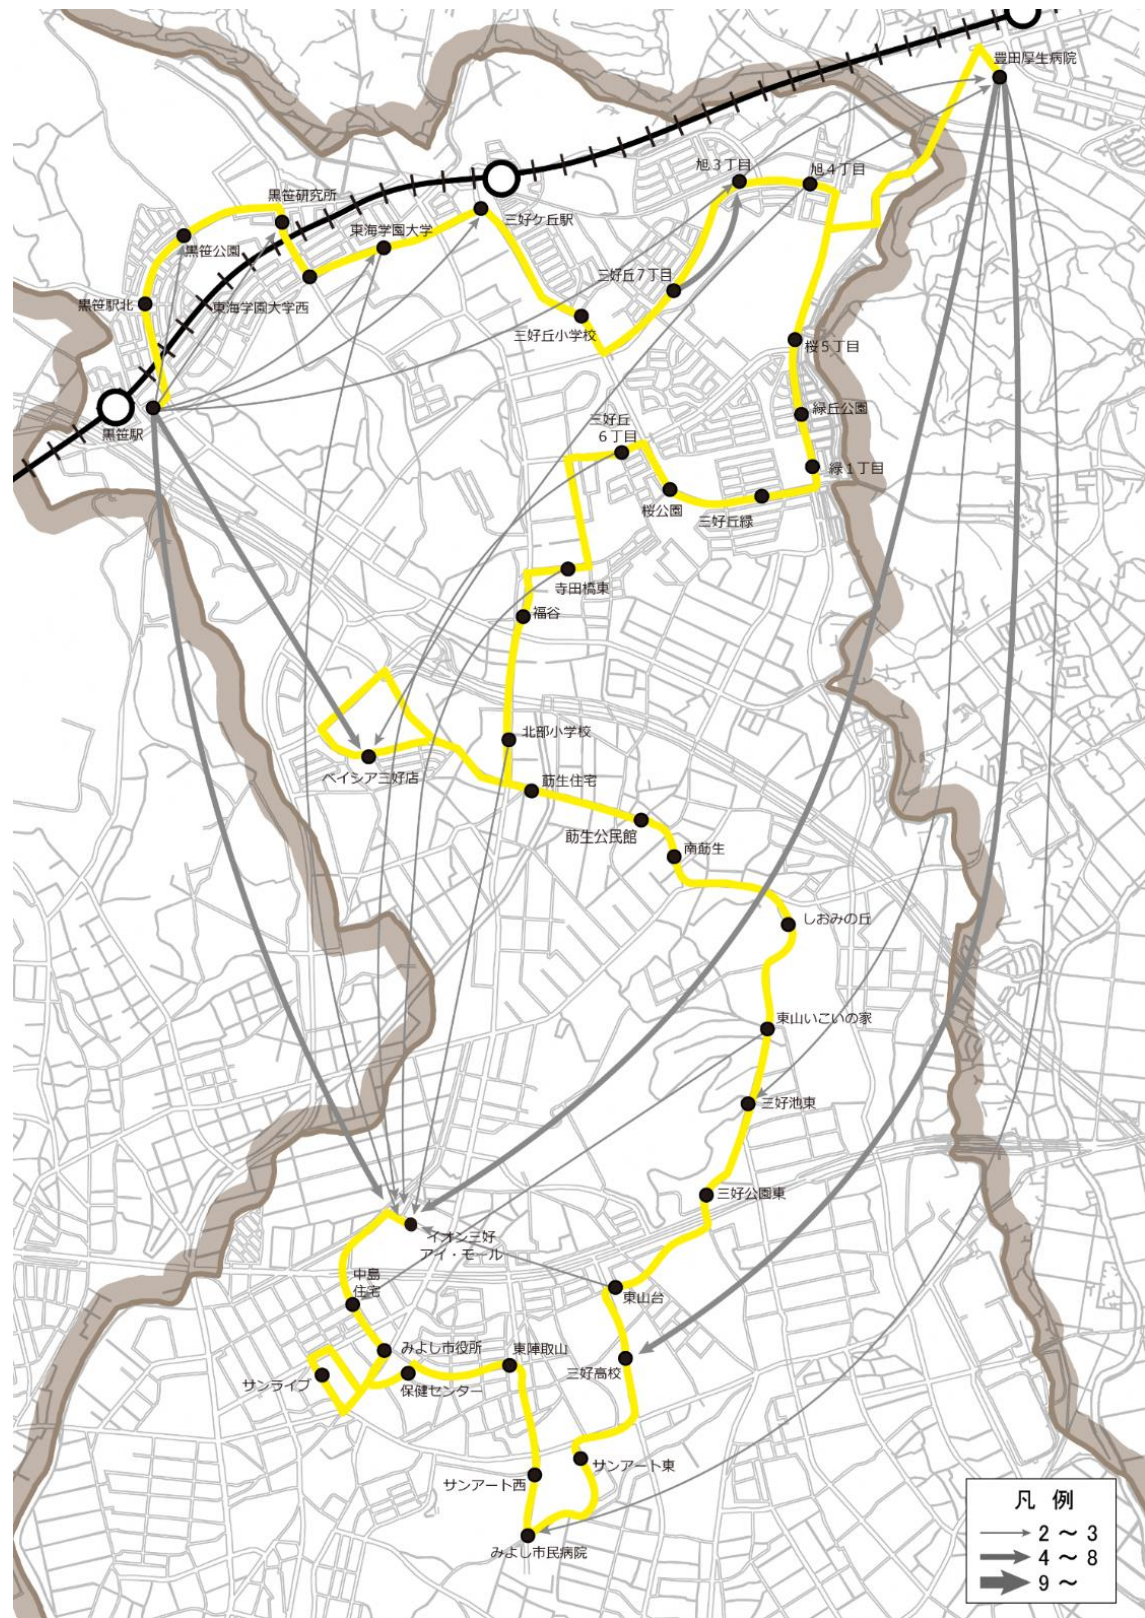 豊田厚生病院
旭3丁目
旭4丁目
黒笹研究所
東海学園大学
三好ケ丘駅
黒笹公園
三好丘7丁目
黒笹駅北
東海学園大学西
三好丘小学校
桜5丁目
黒笹駅
三好丘
6丁目
緑丘公園
緑1丁目
桜公園
三好丘緑
寺田橋東
福谷
北部小学校
ベイシア三好店
莇生住宅
莇生公民館
南莇生
しおみの丘
東山いこいの家
三好池東
三好公園東
イオン三好
アイ・モール
中島
住宅
東山台
みよし市役所
東陣取山
三好高校
サンライブ
保健センター
サンアート東
サンアート西
みよし市民病院
凡 例
2 ～ 3
4 ～ 8
9 ～